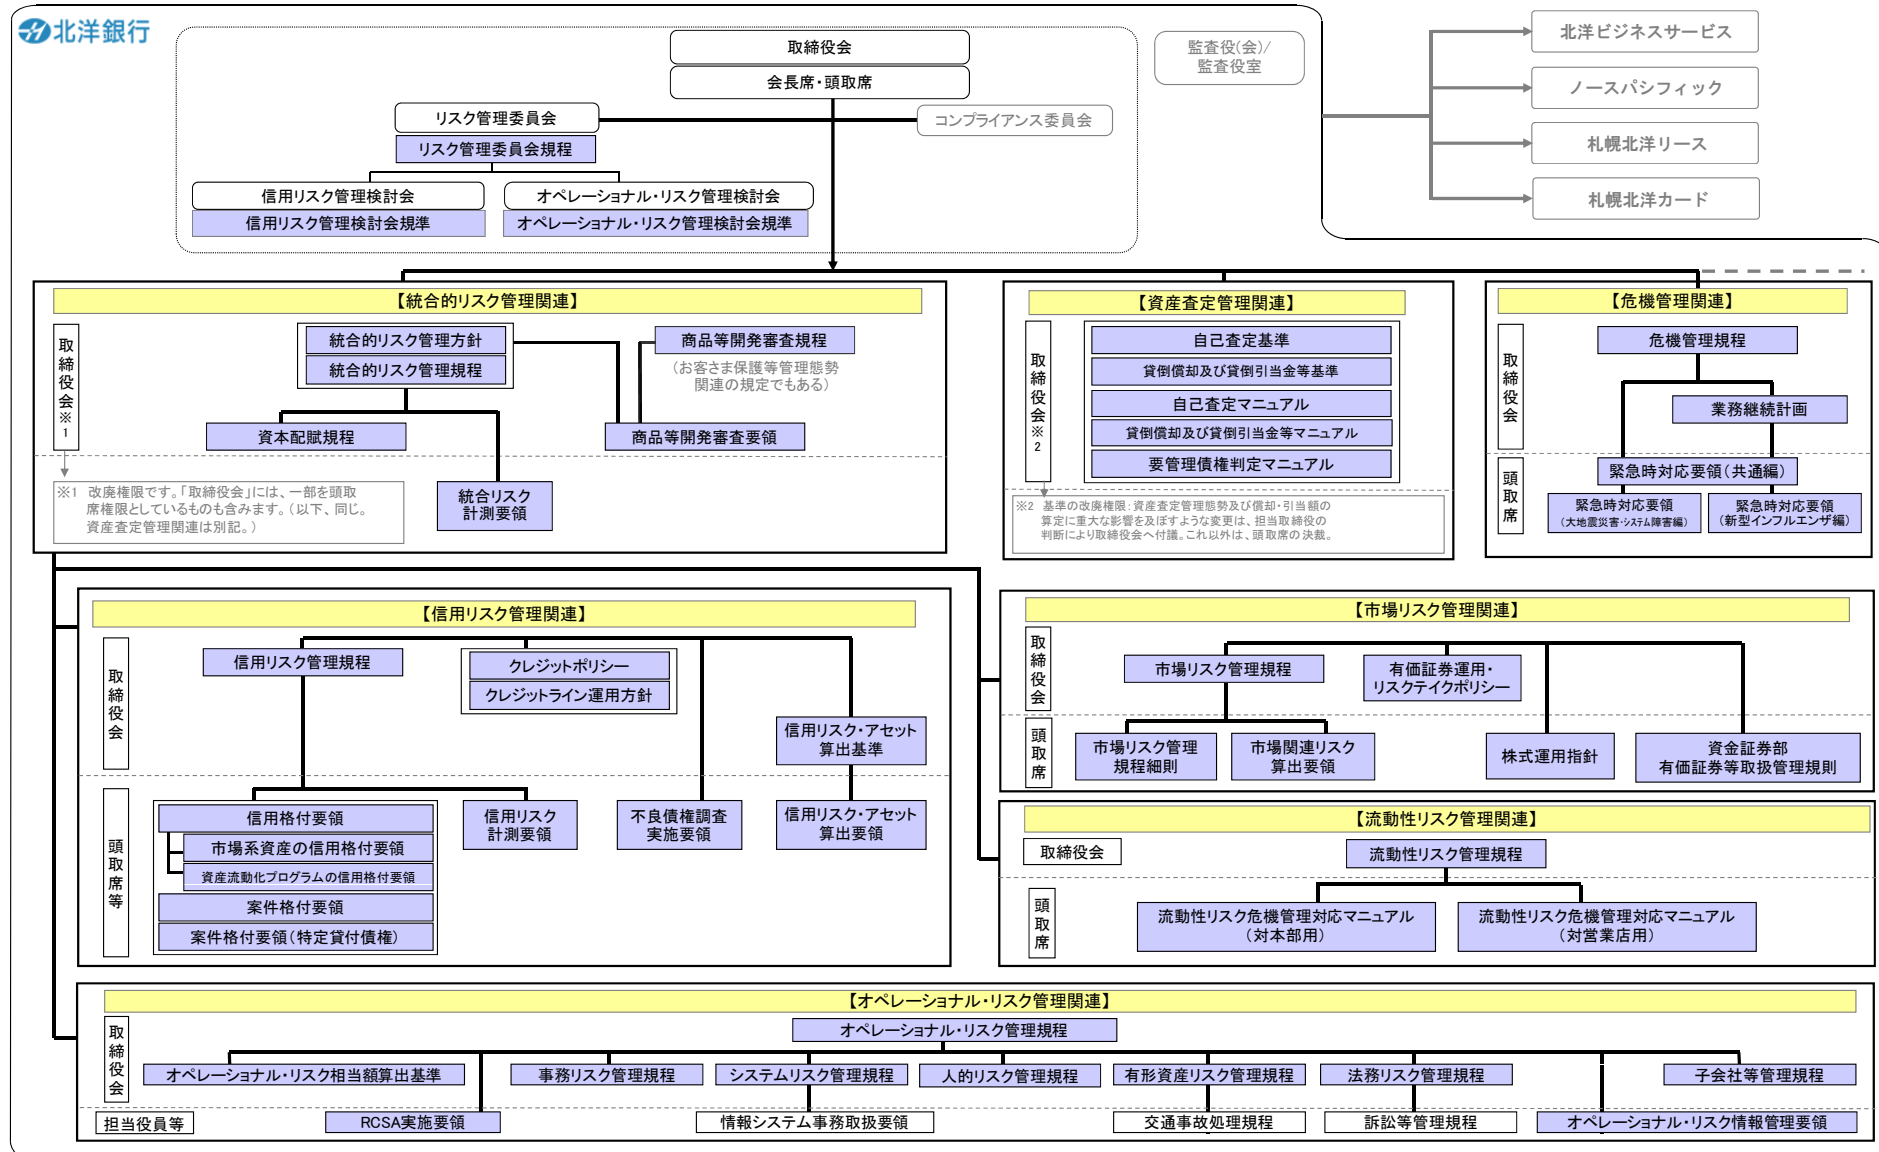 北洋銀行
取締役会
会長席・頭取席
監査役(会)/
監査役室
リスク管理委員会
コンプライアンス委員会
リスク管理委員会規程
信用リスク管理検討会
オペレーショナル・リスク管理検討会
信用リスク管理検討会規準
オペレーショナル・リスク管理検討会規準
北洋ビジネスサービス
ノースパシフィック
札幌北洋リース
札幌北洋カード
【統合的リスク管理関連】
取締役会※1
統合的リスク管理方針
統合的リスク管理規程
商品等開発審査規程
(お客さま保護等管理態勢
関連の規定でもある)
資本配賦規程
商品等開発審査要領
※1 改廃権限です。「取締役会」には、一部を頭取
席権限としているものも含みます。(以下、同じ。
資産査定管理関連は別記。)
統合リスク
計測要領
【資産査定管理関連】
取締役会※2
自己査定基準
貸倒償却及び貸倒引当金等基準
自己査定マニュアル
貸倒償却及び貸倒引当金等マニュアル
要管理債権判定マニュアル
※2 基準の改廃権限:資産査定管理態勢及び償却・引当額の
算定に重大な影響を及ぼすような変更は、担当取締役の
判断により取締役会へ付議。これ以外は、頭取席の決裁。
【危機管理関連】
取締役会
危機管理規程
業務継続計画
頭取席
緊急時対応要領(共通編)
緊急時対応要領
(大地震災害・システム障害編)
緊急時対応要領
(新型インフルエンザ編)
【信用リスク管理関連】
取締役会
信用リスク管理規程
クレジットポリシー
クレジットライン運用方針
信用リスク・アセット
算出基準
頭取席等
信用格付要領
市場系資産の信用格付要領
資産流動化プログラムの信用格付要領
案件格付要領
案件格付要領(特定貸付債権)
信用リスク
計測要領
不良債権調査
実施要領
信用リスク・アセット
算出要領
【市場リスク管理関連】
取締役会
市場リスク管理規程
有価証券運用・
リスクテイクポリシー
頭取席
市場リスク管理
規程細則
市場関連リスク
算出要領
株式運用指針
資金証券部
有価証券等取扱管理規則
【流動性リスク管理関連】
取締役会
流動性リスク管理規程
頭取席
流動性リスク危機管理対応マニュアル
(対本部用)
流動性リスク危機管理対応マニュアル
(対営業店用)
【オペレーショナル・リスク管理関連】
取締役会
オペレーショナル・リスク管理規程
オペレーショナル・リスク相当額算出基準
事務リスク管理規程
システムリスク管理規程
人的リスク管理規程
有形資産リスク管理規程
法務リスク管理規程
子会社等管理規程
担当役員等
RCSA実施要領
情報システム事務取扱要領
交通事故処理規程
訴訟等管理規程
オペレーショナル・リスク情報管理要領